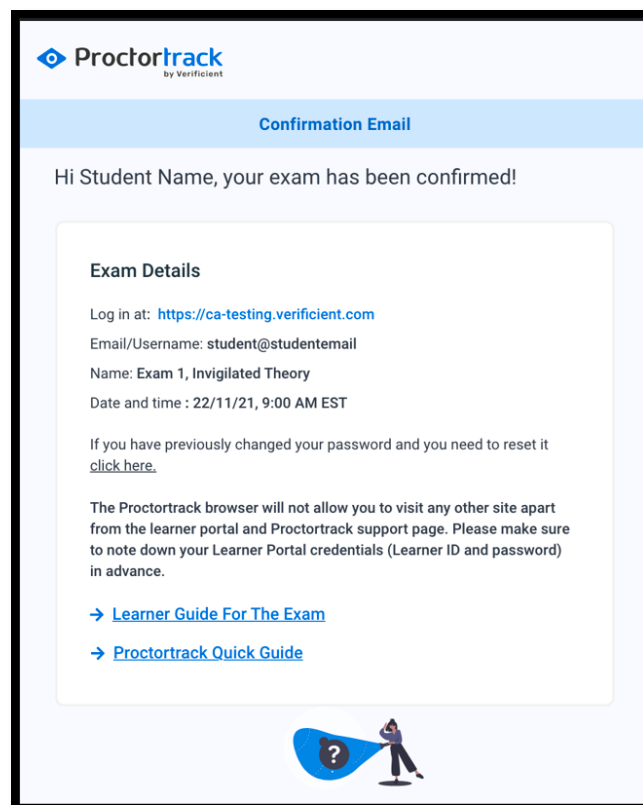 Proctortrack
by Verificient
Confirmation Email
Hi Student Name, your exam has been confirmed!
Exam Details
Log in at: https://ca-testing.verificient.com
Email/Username: student@studentemail
Name: Exam 1, Invigilated Theory
Date and time : 22/11/21, 9:00 AM EST
If you have previously changed your password and you need to reset it
click here.
The Proctortrack browser will not allow you to visit any other site apart
from the learner portal and Proctortrack support page. Please make sure
to note down your Learner Portal credentials (Learner ID and password)
in advance.
→ Learner Guide For The Exam
→ Proctortrack Quick Guide
?